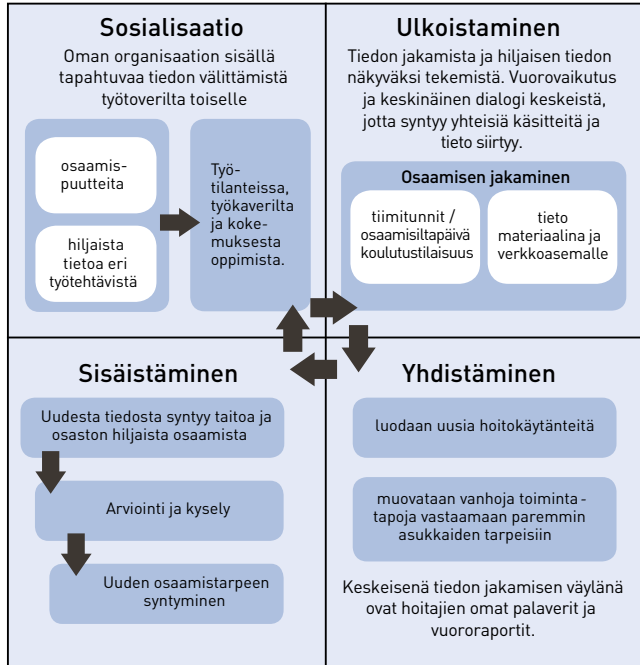 Sosialisaatio
Oman organisaation sisällä
tapahtuvaa tiedon välittämistä
työtoverilta toiselle
osaamis-
puutteita
hiljaista
tietoa eri
työtehtävistä
Työ-
tilanteissa,
työkaverilta
ja koke-
muksesta
oppimista.
Ulkoistaminen
Tiedon jakamista ja hiljaisen tiedon
näkyväksi tekemistä. Vuorovaikutus
ja keskinäinen dialogi keskeistä,
jotta syntyy yhteisiä käsitteitä ja
tieto siirtyy.
Osaamisen jakaminen
tiimitunnit /
osaamisiltapäivä
koulutustilaisuus
tieto
materiaalina ja
verkkoasemalle
Sisäistäminen
Uudesta tiedosta syntyy taitoa ja
osaston hiljaista osaamista
Arviointi ja kysely
Uuden osaamistarpeen
syntyminen
Yhdistäminen
luodaan uusia hoitokäytänteitä
muovataan vanhoja toiminta-
tapoja vastaamaan paremmin
asukkaiden tarpeisiin
Keskeisenä tiedon jakamisen väylänä
ovat hoitajien omat palaverit ja
vuororaportit.